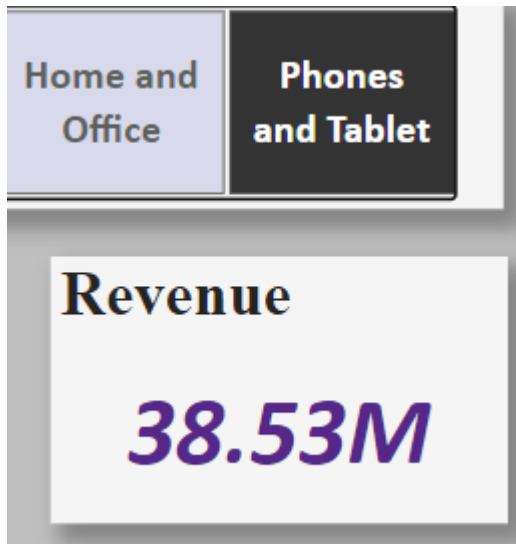 Home and
Office
Phones
and Tablet
Revenue
38.53M